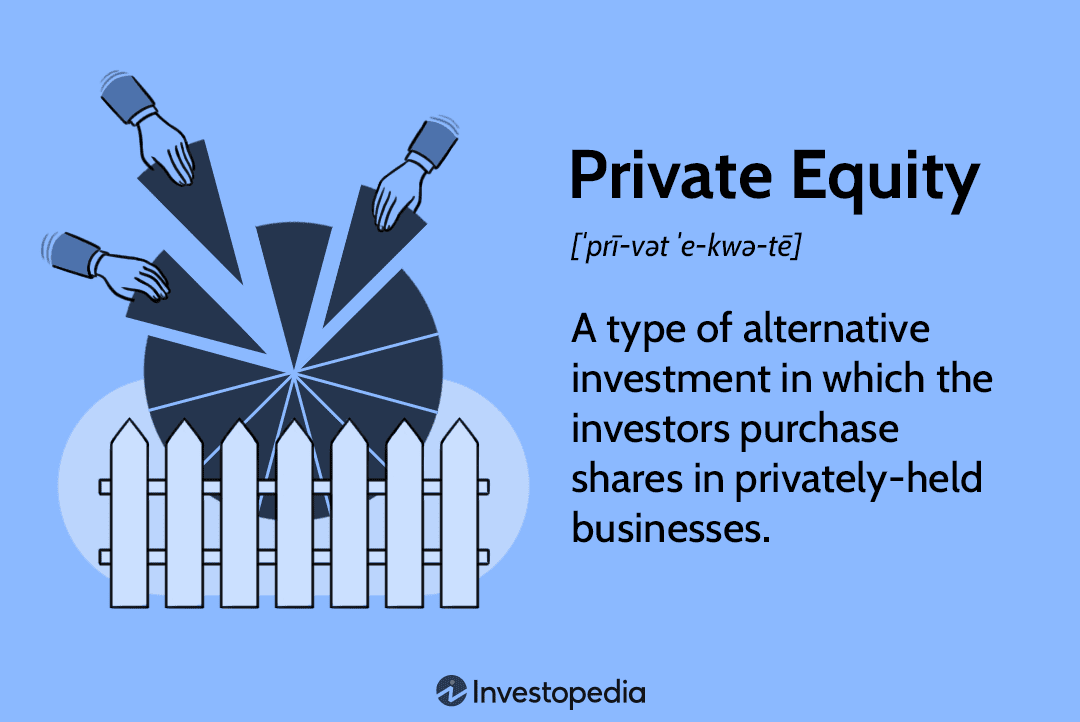 Private Equity
[ˈprī-vət ˈe-kwə-tē]
A type of alternative
investment in which the
investors purchase
shares in privately-held
businesses.
Investopedia